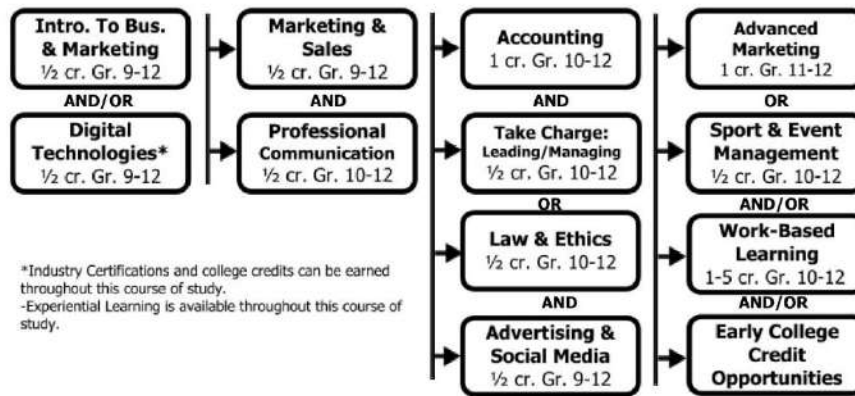 Intro. To Bus.
& Marketing
½ cr. Gr. 9-12
AND/OR
Digital
Technologies*
½ cr. Gr. 9-12
Marketing &
Sales
½ cr. Gr. 9-12
AND
Professional
Communication
½ cr. Gr. 10-12
Accounting
1 cr. Gr. 10-12
AND
Take Charge:
Leading/Managing
½ cr. Gr. 10-12
OR
Law & Ethics
½ cr. Gr. 10-12
AND
Advertising &
Social Media
½ cr. Gr. 9-12
Advanced
Marketing
1 cr. Gr. 11-12
OR
Sport & Event
Management
½ cr. Gr. 10-12
AND/OR
Work-Based
Learning
1-5 cr. Gr. 10-12
AND/OR
Early College
Credit
Opportunities
*Industry Certifications and college credits can be earned
throughout this course of study.
-Experiential Learning is available throughout this course of
study.